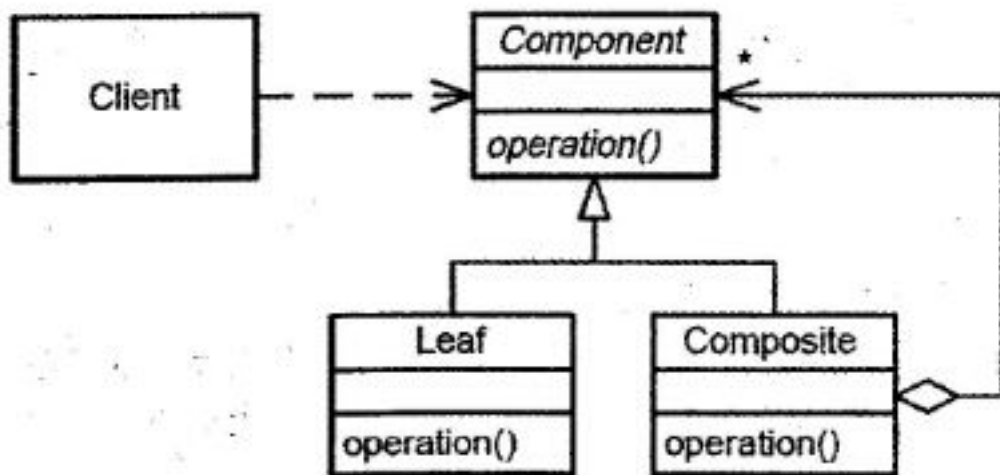 Client
Component
*
operation()
Leaf
operation()
Composite
operation()